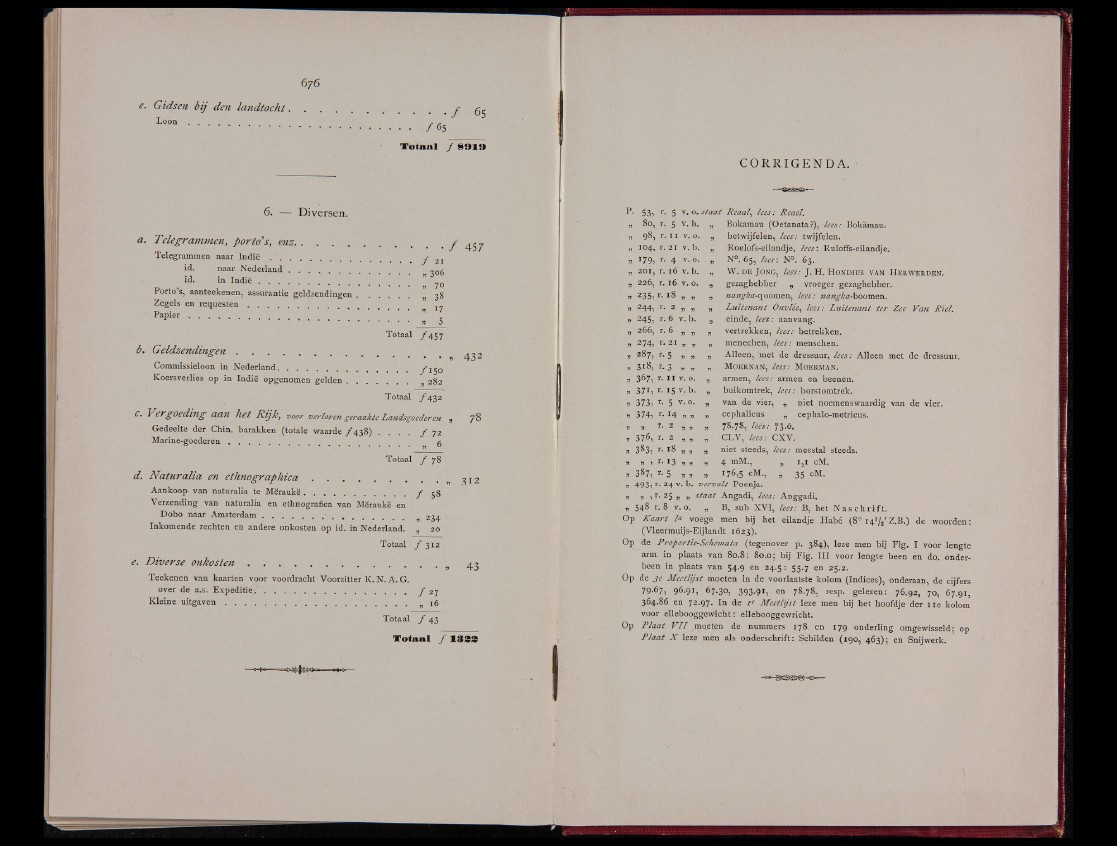 676
e. Gidsen bij den landtocht . . . . . . . . . . f 65
Loon . . . . . . . . . . . . . . . . . . . . . . f 65
Totaal f 8919
6. — Diversen.
a. Telegrammen, porto's, enz. . . . . . . . . . . f 457
Telegrammen naar Indië . . . . . . . . . . . . . f 21
id. naar Nederland . . . . . . . . . . . . „ 306
id. in Indië . . . . . . . . . . . . . . „ 70
Porto's, aanteekenen, assurantie geldzendingen . . . . . . „ 38
Zegels en requesten . . . . . . . . . . . . . . „ 17
Papier . . . . . . . . . . . . . . . . . . . „ 5
Totaal f 457
b. Geldzendingen . . . . . . . . . . . . . . „ 432
Commissieloon in Nederland . . . . . . . . . . . . f 150
Koersverlies op in Indië opgenomen gelden . . . . . . . „ 282
Totaal f 432
c. Vergoeding aan het Rijk, voor verloren geraakte Landsgoederen „ 78
Gedeelte der Chin. barakken (totale waarde f 438) . . . . f 72
Marine-goederen . . . . . . . . . . . . . . . . „ 6
Totaal f 78
d. Naturalia en ethnographica . . . . . . . . . „ 312
Aankoop van naturalia te Mĕraukĕ . . . . . . . . . . f 58
Verzending van naturalia en ethnografica van Mĕraukĕ en
Dobo naar Amsterdam . . . . . . . . . . . . . „ 234
Inkomende rechten en andere onkosten op id. in Nederland. „ 20
Totaal f 312
e. Diverse onkosten . . . . . . . . . . . . . „ 43
Teekenen van kaarten voor voordracht Voorzitter K. N. A. G.
over de a.s. Expeditie . . . . . . . . . . . . . . f 27
Kleine uitgaven . . . . . . . . . . . . . . . . „ 16
Totaal f 43
Totaal f 1322
CORRIGENDA.
P. 53, r. 5 v. o. staat Reaal, lees: Reael.
„ 80, r. 5 v. b. „ Bokamau (Oetanata?), lees: Bokâmau.
„ 98, r. 11 v. o. „ betwijfelen, lees: twijfelen.
„ 104, r. 21 v. b. „ Roelofs-eilandje, lees: Ruloffs-eilandje.
„ 179, r. 4 v. o. „ N°. 65, lees: N°. 63.
„ 201, r. 16 v. b. „ W. de Jong, lees: J. H. Hondius van Herwerden.
„ 226, r. 16 v. o. „ gezaghebber „ vroeger gezaghebber.
„ 235, r. 18 „ „ „ nangka-qoomen, lees: nangka-boomen.
„ 244, r. 2 „ „ „ Luitenant Onvlée, lees: Luitenant ter Zee Van Riel.
„ 245, r. 6 v. b. „ einde, lees: aanvang.
„ 266, r. 6 „ „ „ vertrekken, lees: betrekken.
„ 274, r. 21 „ „ „ menechen, lees: menschen.
„ 287, r. 5 „ „ „ Alleen, met de dressuur, lees: Alleen met de dressuur.
„ 318, r. 3 „ „ „ Moernan, lees: Moerman.
„ 367, r. 11 v. o. „ armen, lees: armen en beenen.
„ 371, r. 15 v. b. „ buikomtrek, lees: borstomtrek.
„ 373, r. 5 v. o. „ van de vier, „ niet noemenswaardig van de vier.
„ 374, r. 14 „ „ „ cephalicus „ cephalo-metricus.
„ „ r. 2 „ „ „ 78.78, lees: 73.0.
„ 376, r. 2 „ „ „ CLV, lees: CXV.
„ 383, r. 18 „ „ „ niet steeds, lees: meestal steeds.
„ „ , r. 13 „ „ „ 4 mM., „ 1,1 cM.
„ 387, r. 5 „ „ „ 176,5 cM., „ 35 cM.
„ 493, r. 24 v. b. vervalt Poenja.
„ „ , r. 25 „ „ staat Angadi, lees: Anggadi.
„ 548 r. 8 v. o. „ B, sub XVI, lees: B, het Naschrift.
Op Kaart I<sup>a</sup> voege men bij het eilandje Habé (8° 14³/₈' Z.B.) de woorden:
(Vleermuijs-Eijlandt 1623).
Op de Proportie-Schemata (tegenover p. 384), leze men bij Fig. I voor lengte
arm in plaats van 80.8: 80.0; bij Fig. III voor lengte been en do. onder-
been in plaats van 54.9 en 24.5: 55.7 en 25.2.
Op de 3e Meetlijst moeten in de voorlaatste kolom (Indices), onderaan, de cijfers
79.67, 96.91, 67.30, 393.91, en 78.78, resp. gelezen: 76.92, 70, 67.91,
364.86 en 72.97. In de 1e Meetlijst leze men bij het hoofdje der 11e kolom
voor ellebooggewicht: ellebooggewricht.
Op Plaat VII moeten de nummers 178 en 179 onderling omgewisseld; op
Plaat X leze men als onderschrift: Schilden (190, 463); en Snijwerk.